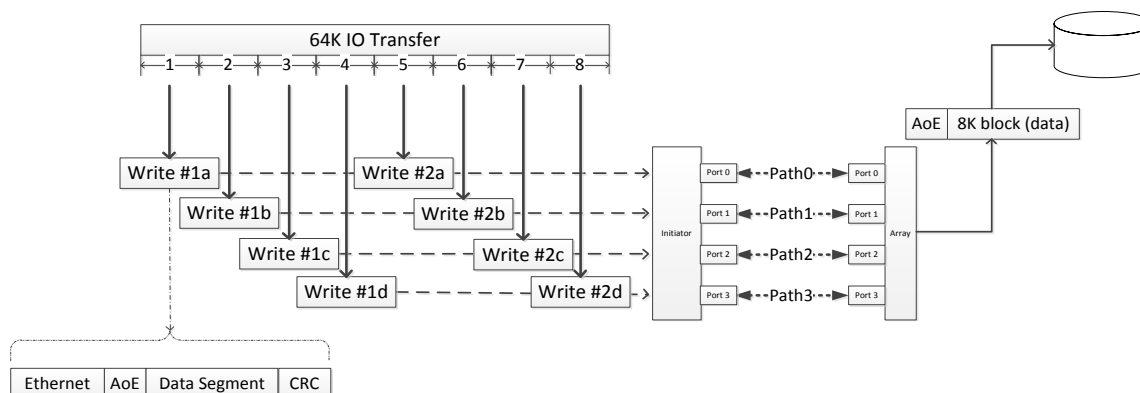 64K IO Transfer
1 2 3 4 5 6 7 8
AoE 8K block (data)
Write #1a Write #2a
Port 0 Path0 Port 0
Write #1b Write #2b
Port 1 Path1 Port 1
Initiator Array
Write #1c Write #2c
Port 2 Path2 Port 2
Write #1d Write #2d
Port 3 Path3 Port 3
Ethernet AoE Data Segment CRC